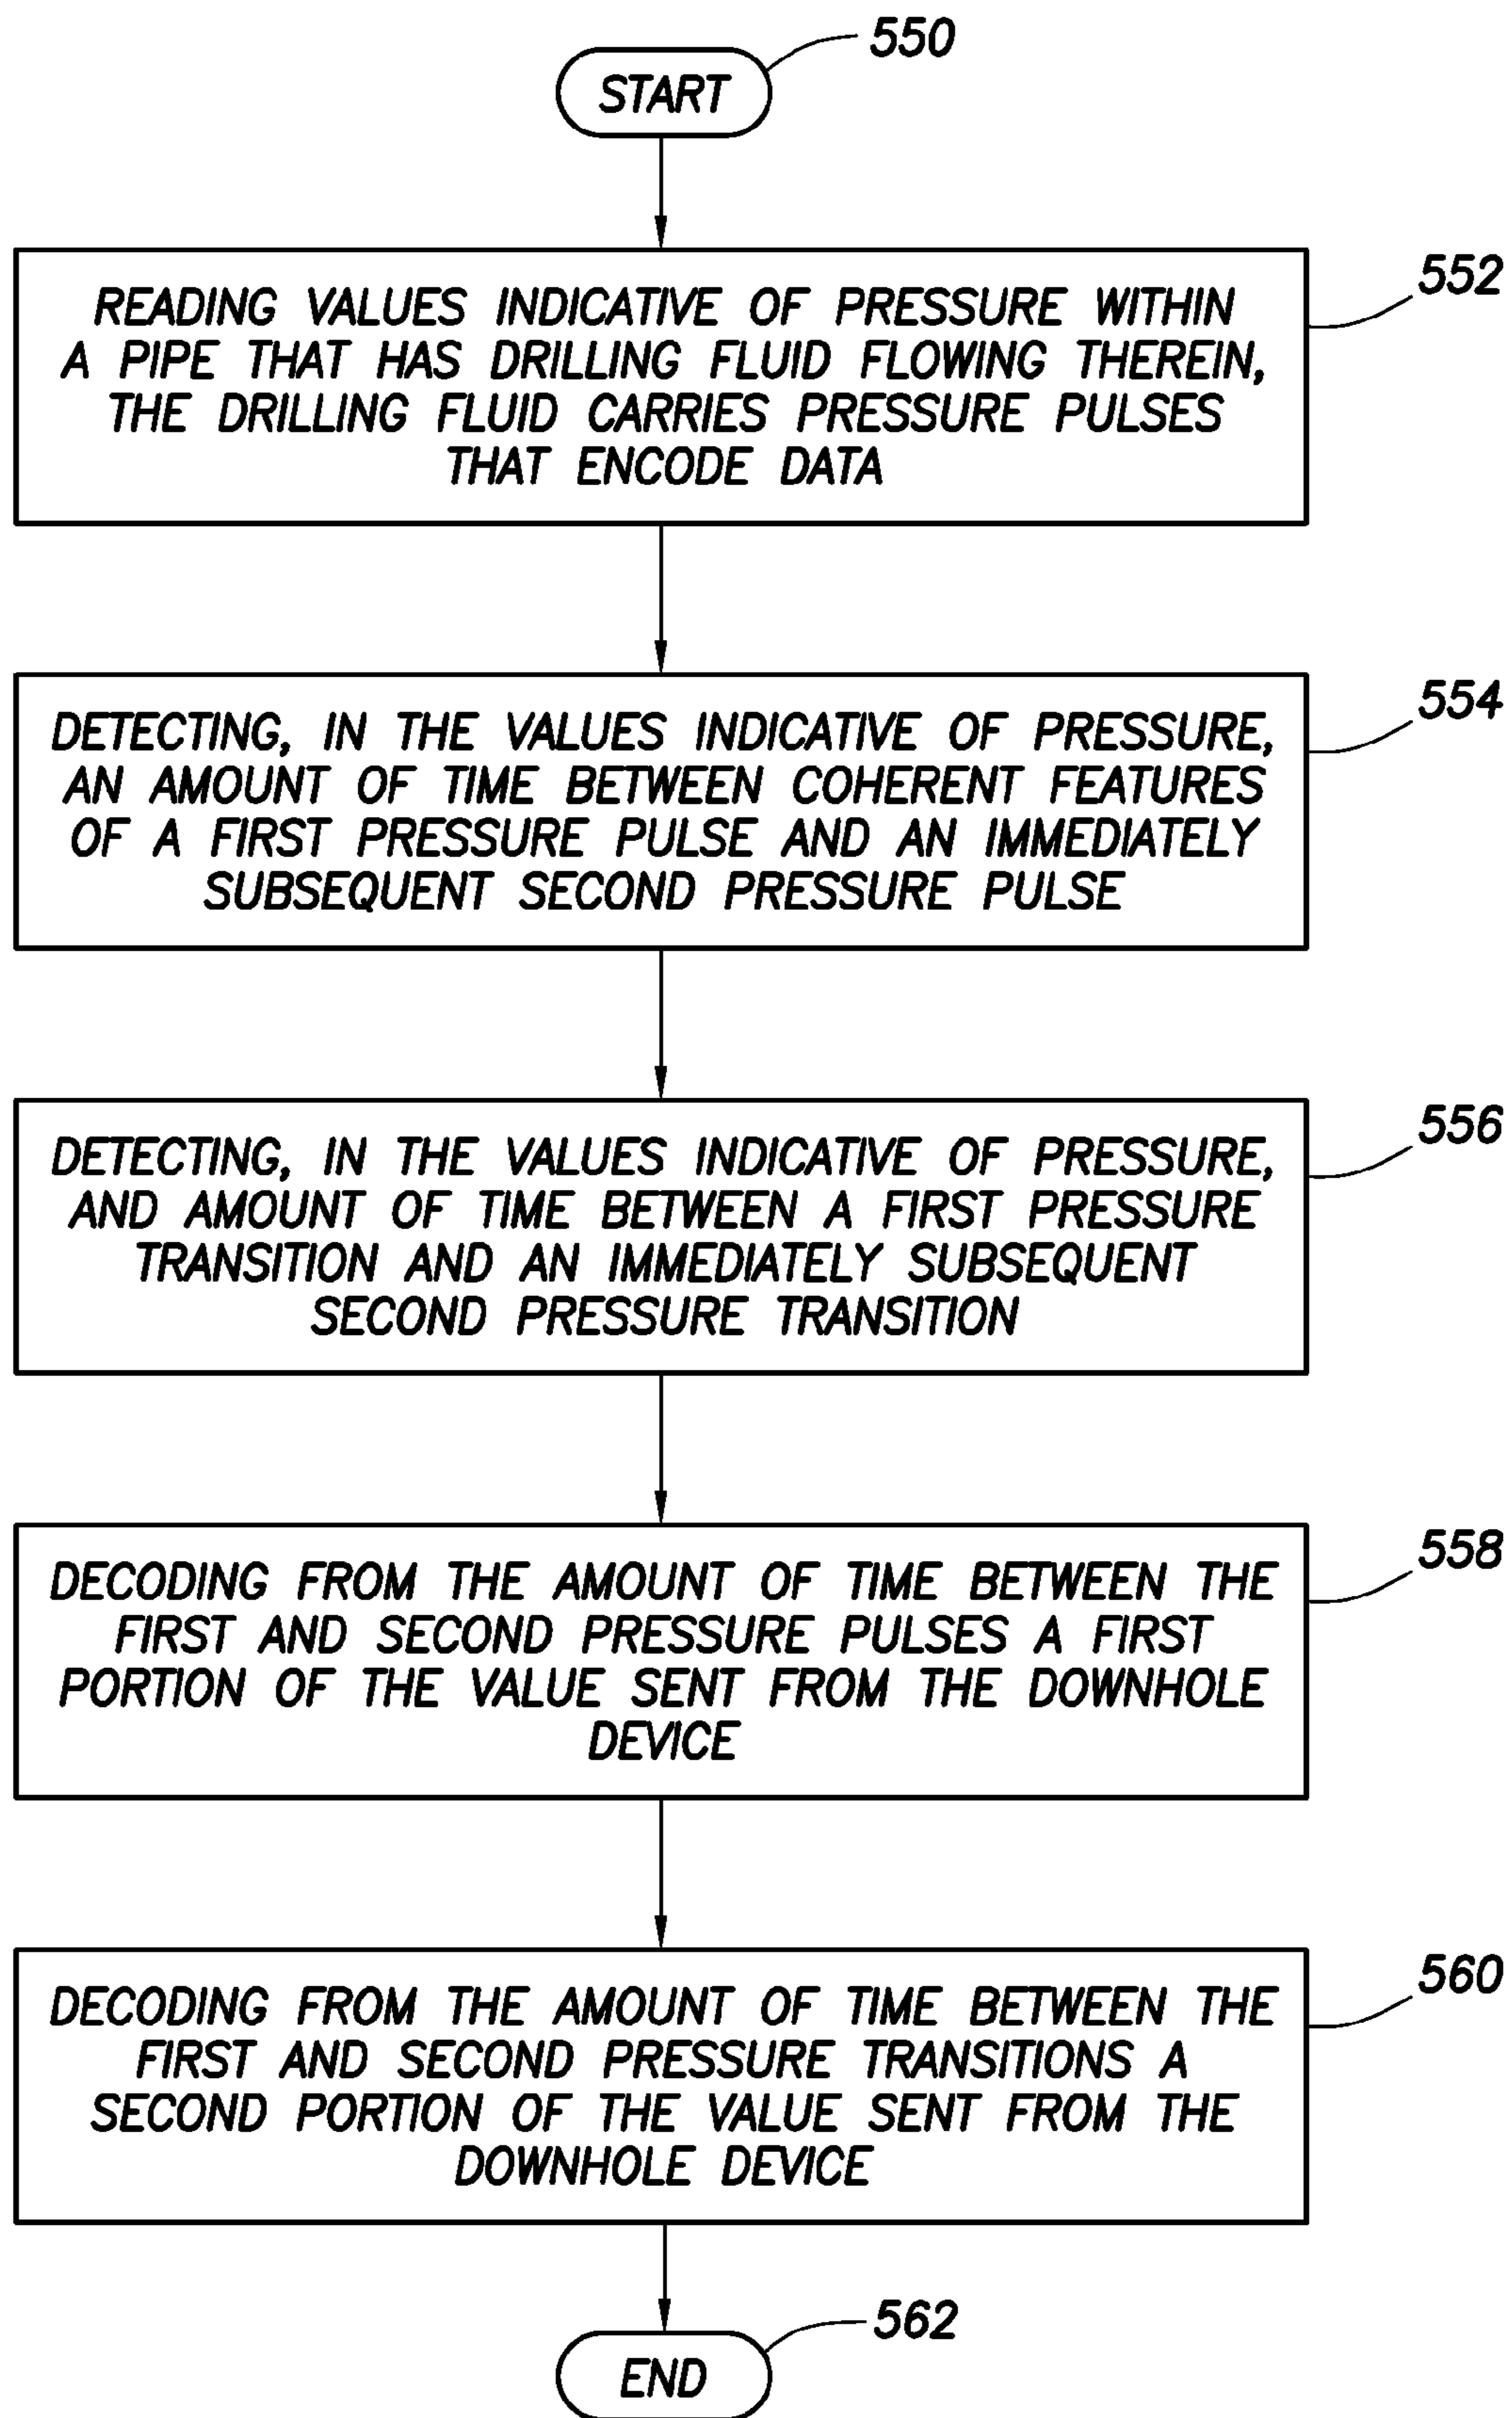 550
START
552
READING VALUES INDICATIVE OF PRESSURE WITHIN
A PIPE THAT HAS DRILLING FLUID FLOWING THEREIN,
THE DRILLING FLUID CARRIES PRESSURE PULSES
THAT ENCODE DATA
554
DETECTING, IN THE VALUES INDICATIVE OF PRESSURE,
AN AMOUNT OF TIME BETWEEN COHERENT FEATURES
OF A FIRST PRESSURE PULSE AND AN IMMEDIATELY
SUBSEQUENT SECOND PRESSURE PULSE
556
DETECTING, IN THE VALUES INDICATIVE OF PRESSURE,
AND AMOUNT OF TIME BETWEEN A FIRST PRESSURE
TRANSITION AND AN IMMEDIATELY SUBSEQUENT
SECOND PRESSURE TRANSITION
558
DECODING FROM THE AMOUNT OF TIME BETWEEN THE
FIRST AND SECOND PRESSURE PULSES A FIRST
PORTION OF THE VALUE SENT FROM THE DOWNHOLE
DEVICE
560
DECODING FROM THE AMOUNT OF TIME BETWEEN THE
FIRST AND SECOND PRESSURE TRANSITIONS A
SECOND PORTION OF THE VALUE SENT FROM THE
DOWNHOLE DEVICE
562
END